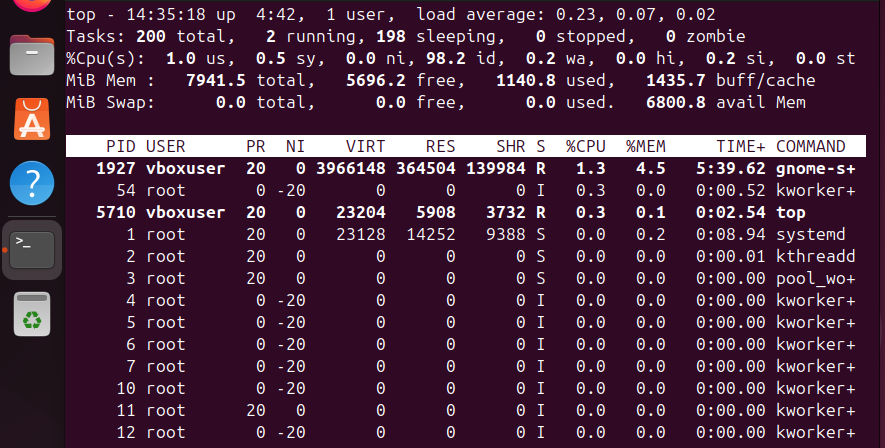 top - 14:35:18 up  4:42,  1 user,  load average: 0.23, 0.07, 0.02
Tasks: 200 total,   2 running, 198 sleeping,   0 stopped,   0 zombie
%Cpu(s):  1.0 us,  0.5 sy,  0.0 ni, 98.2 id,  0.2 wa,  0.0 hi,  0.2 si,  0.0 st
MiB Mem :   7941.5 total,   5696.2 free,   1140.8 used,   1435.7 buff/cache
MiB Swap:      0.0 total,      0.0 free,      0.0 used.   6800.8 avail Mem
PID USER      PR  NI    VIRT    RES    SHR S  %CPU  %MEM     TIME+ COMMAND
1927 vboxuser  20   0 3966148 364504 139984 R   1.3   4.5   5:39.62 gnome-s+
54 root       0 -20       0      0      0 I   0.3   0.0   0:00.52 kworker+
5710 vboxuser  20   0   23204   5908   3732 R   0.3   0.1   0:02.54 top
1 root      20   0   23128  14252   9388 S   0.0   0.2   0:08.94 systemd
2 root      20   0       0      0      0 S   0.0   0.0   0:00.01 kthreadd
3 root      20   0       0      0      0 S   0.0   0.0   0:00.00 pool_wo+
4 root       0 -20       0      0      0 I   0.0   0.0   0:00.00 kworker+
5 root       0 -20       0      0      0 I   0.0   0.0   0:00.00 kworker+
6 root       0 -20       0      0      0 I   0.0   0.0   0:00.00 kworker+
7 root       0 -20       0      0      0 I   0.0   0.0   0:00.00 kworker+
10 root       0 -20       0      0      0 I   0.0   0.0   0:00.00 kworker+
11 root      20   0       0      0      0 I   0.0   0.0   0:00.00 kworker+
12 root       0 -20       0      0      0 I   0.0   0.0   0:00.00 kworker+